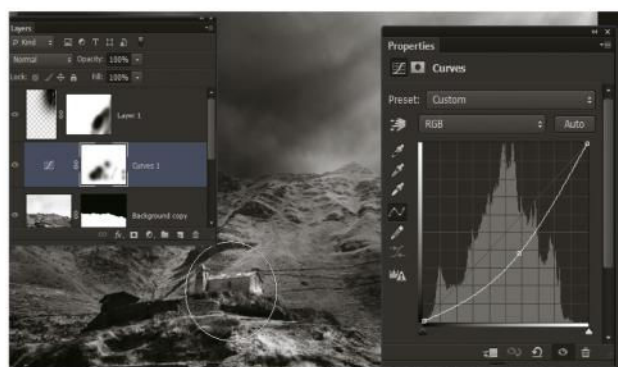 Layers
Kind
Normal
Opacity: 100%
Lock:
Fill: 100%
Layer 1
Curves 1
Background copy
fx
Properties
Curves
Preset: Custom
RGB
Auto